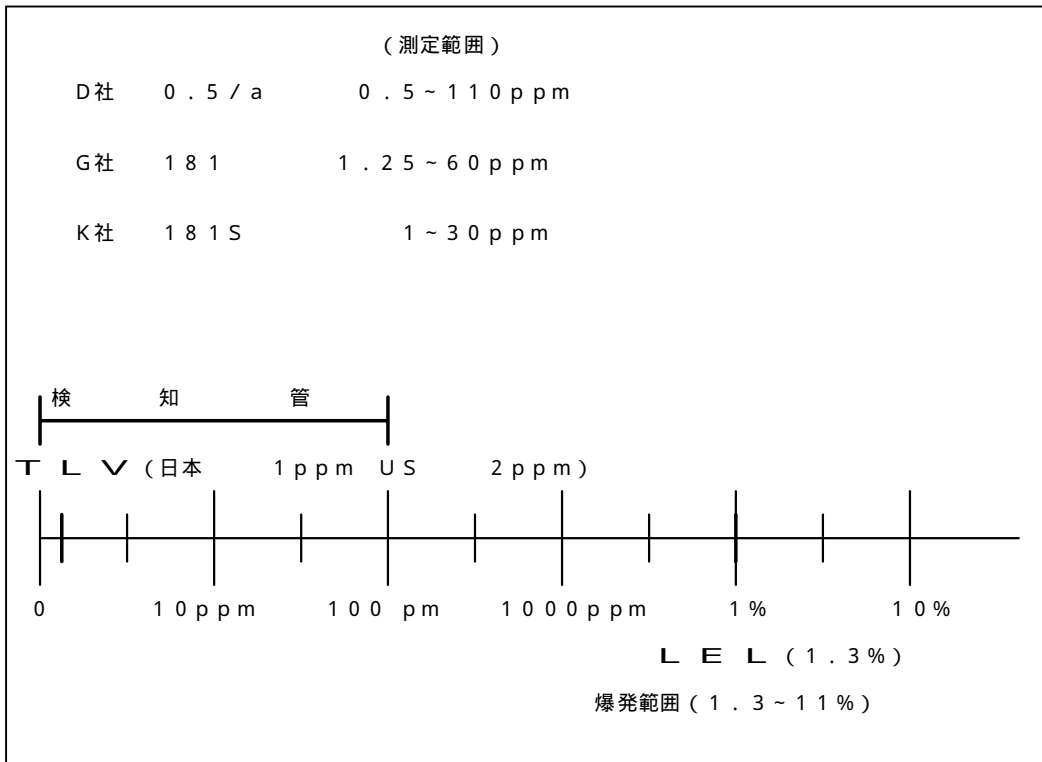 (測定範囲)
D社 0.5/a 0.5~110ppm
G社 181 1.25~60ppm
K社 181S 1~30ppm
検知管
TLV(日本 1ppm US 2ppm)
0 10ppm 100 pm 1000ppm 1% 10%
LEL(1.3%)
爆発範囲(1.3~11%)